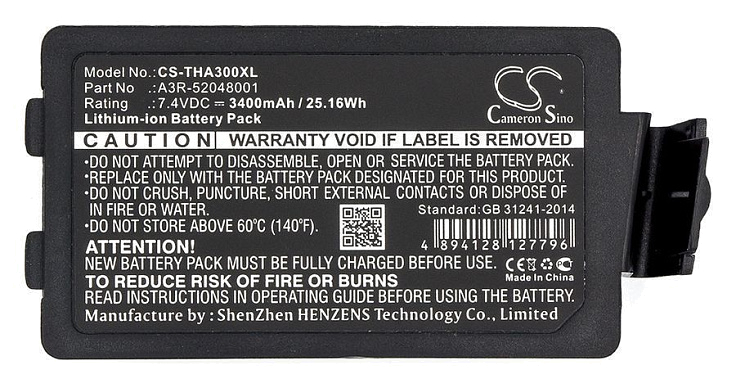 Model No.:CS-THA300XL
Part No :A3R-52048001
Rating :7.4VDC ⎓ 3400mAh / 25.16Wh
Lithium-ion Battery Pack
CS
Cameron Sino
CAUTION WARRANTY VOID IF LABEL IS REMOVED
•DO NOT ATTEMPT TO DISASSEMBLE, OPEN OR SERVICE THE BATTERY PACK.
•REPLACE ONLY WITH THE BATTERY PACK DESIGNATED FOR THIS PRODUCT.
•DO NOT CRUSH, PUNCTURE, SHORT EXTERNAL CONTACTS OR DISPOSE OF
IN FIRE OR WATER.
•DO NOT STORE ABOVE 60°C (140°F).
Standard:GB 31241-2014
4 894128 127796
ATTENTION!
NEW BATTERY PACK MUST BE FULLY CHARGED BEFORE USE.
CE
Made In China
TO REDUCE RISK OF FIRE OR BURNS
READ INSTRUCTIONS IN OPERATING GUIDE BEFORE USING THE BATTERY.
Manufacture by : ShenZhen HENZENS Technology Co., Limited